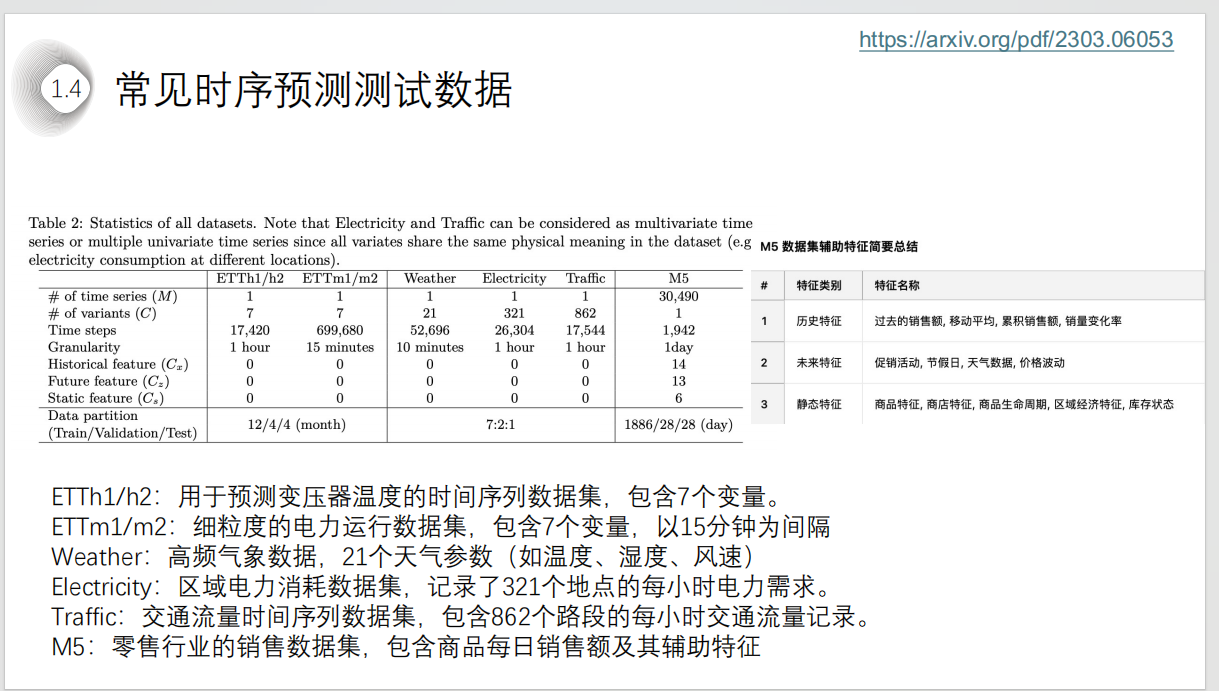 https://arxiv.org/pdf/2303.06053
1.4 常见时序预测测试数据
Table 2: Statistics of all datasets. Note that Electricity and Traffic can be considered as multivariate time
series or multiple univariate time series since all variates share the same physical meaning in the dataset (e.g
electricity consumption at different locations).
ETTh1/h2 ETTm1/m2 Weather Electricity Traffic M5
# of time series (M) 1 1 1 1 1 30,490
# of variants (C) 7 7 21 321 862 1
Time steps 17,420 699,680 52,696 26,304 17,544 1,942
Granularity 1 hour 15 minutes 10 minutes 1 hour 1 hour 1day
Historical feature (Cx) 0 0 0 0 0 14
Future feature (Cz) 0 0 0 0 0 13
Static feature (Cs) 0 0 0 0 0 6
Data partition
(Train/Validation/Test) 12/4/4 (month) 7:2:1 1886/28/28 (day)
M5 数据集辅助特征简要总结
# 特征类别 特征名称
1 历史特征 过去的销售额, 移动平均, 累积销售额, 销量变化率
2 未来特征 促销活动, 节假日, 天气数据, 价格波动
3 静态特征 商品特征, 商店特征, 商品生命周期, 区域经济特征, 库存状态
ETTh1/h2：用于预测变压器温度的时间序列数据集，包含7个变量。
ETTm1/m2：细粒度的电力运行数据集，包含7个变量，以15分钟为间隔
Weather：高频气象数据，21个天气参数（如温度、湿度、风速）
Electricity：区域电力消耗数据集，记录了321个地点的每小时电力需求。
Traffic：交通流量时间序列数据集，包含862个路段的每小时交通流量记录。
M5：零售行业的销售数据集，包含商品每日销售额及其辅助特征